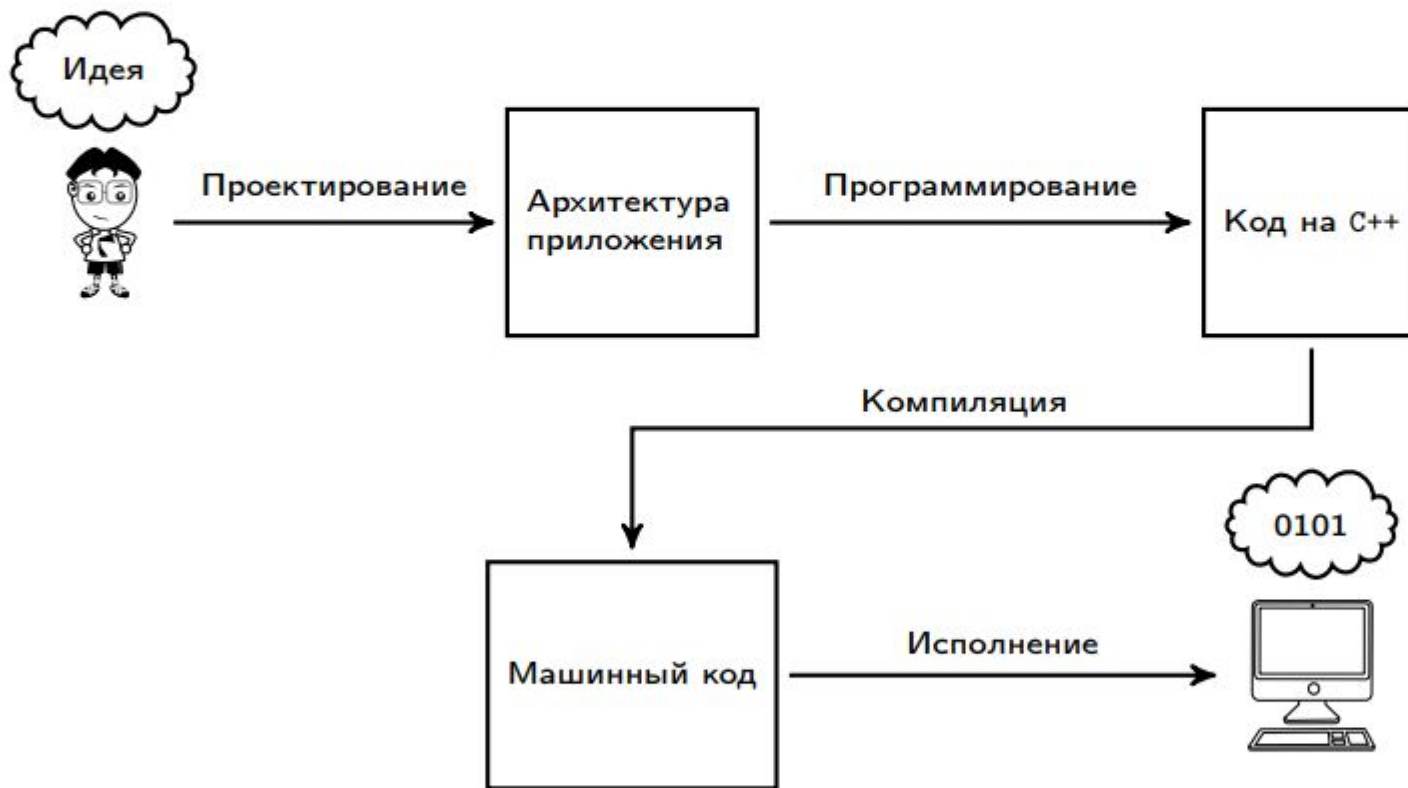 Идея
Проектирование
Архитектура
приложения
Программирование
Код на C++
Компиляция
0101
Машинный код
Исполнение